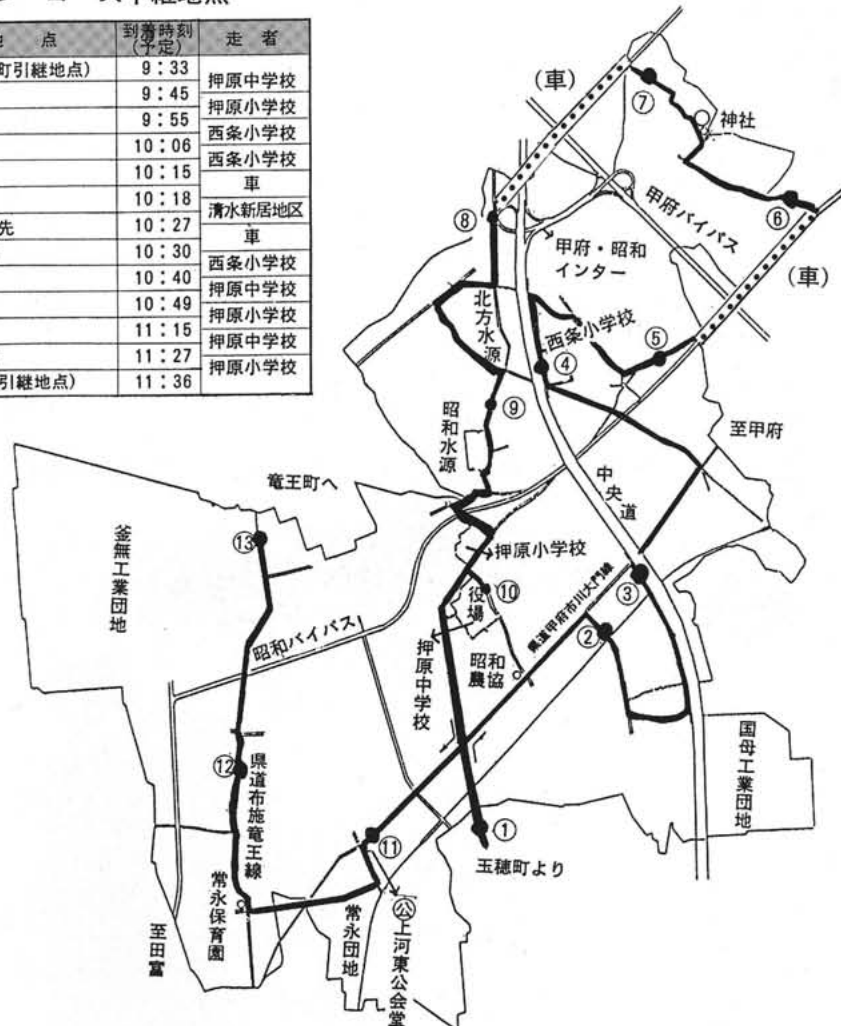 地 点 到着時刻(予定) 走 者
町引継地点) 9:33
押原中学校
9:45
押原小学校
9:55
西条小学校
10:06
西条小学校
10:15
車
10:18
清水新居地区
先 10:27
車
10:30
西条小学校
10:40
押原中学校
10:49
押原小学校
11:15
押原中学校
11:27
押原小学校
引継地点) 11:36
(車)
⑦
神社
⑥
甲府バイパス
(車)
⑧
甲府・昭和
インター
北方水源
西条小学校
⑤
④
⑨
昭和水源
至甲府
中央道
竜王町へ
釜無工業団地
⑬
押原小学校
⑩
役場
県道甲府市川大門線
③
②
昭和バイパス
押原中学校
昭和
農協
国母工業団地
⑫
県道布施竜王線
⑪
①
玉穂町より
常永保育園
至田富
常永団地
公上河東公会堂